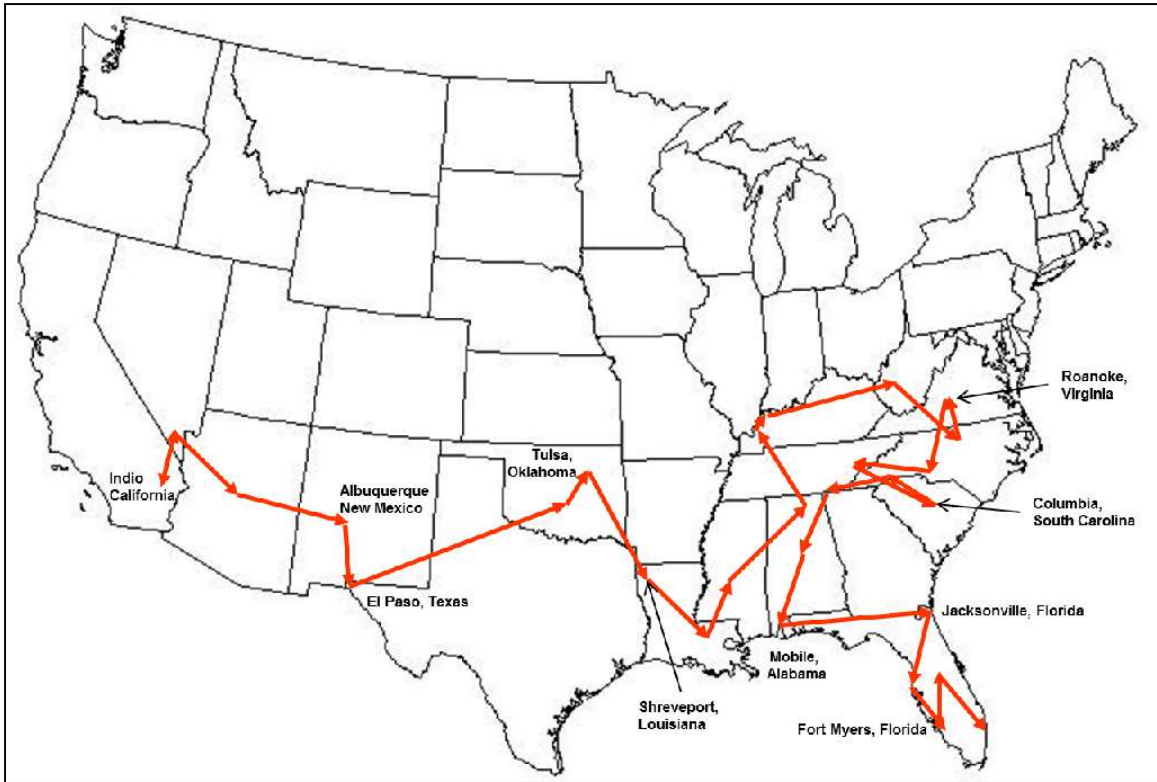 Roanoke,
Virginia
Tulsa,
Oklahoma
Indio
California
Albuquerque
New Mexico
Columbia,
South Carolina
El Paso, Texas
Jacksonville, Florida
Mobile,
Alabama
Shreveport,
Louisiana
Fort Myers, Florida